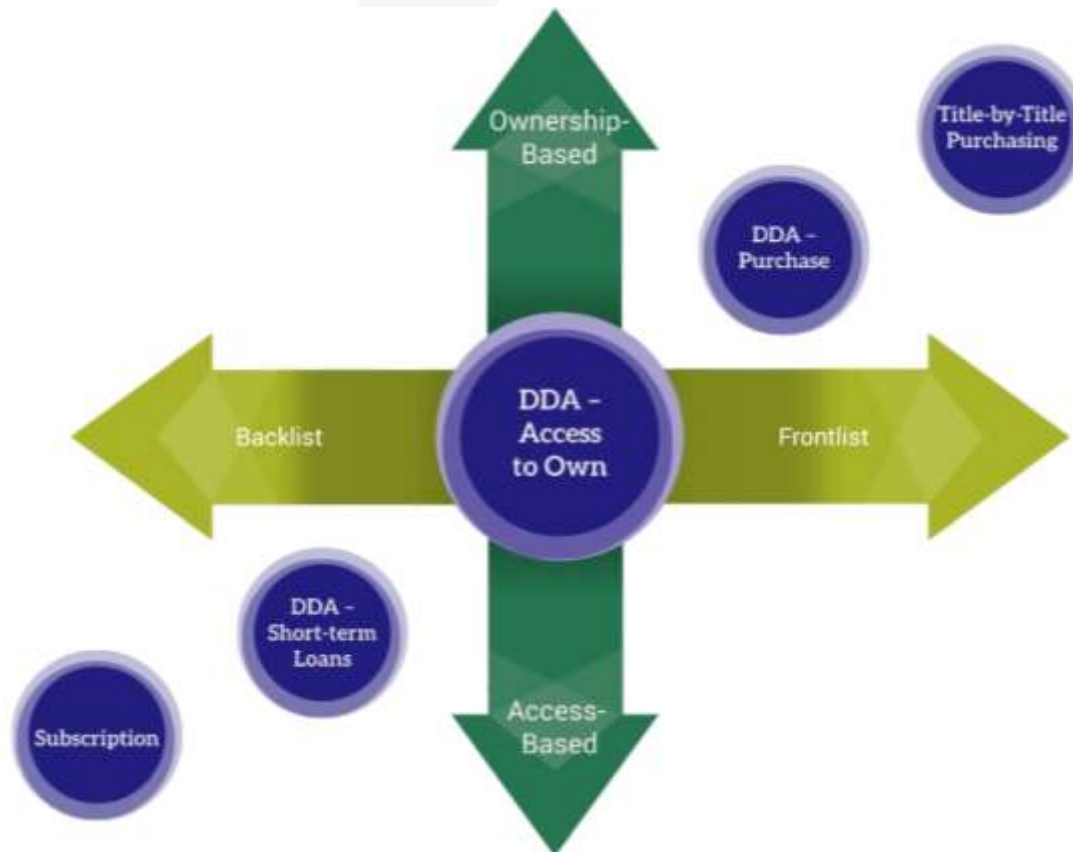 Ownership-
Based
Title-by-Title
Purchasing
DDA –
Purchase
Backlist
DDA –
Access
to Own
Frontlist
DDA –
Short-term
Loans
Subscription
Access-
Based